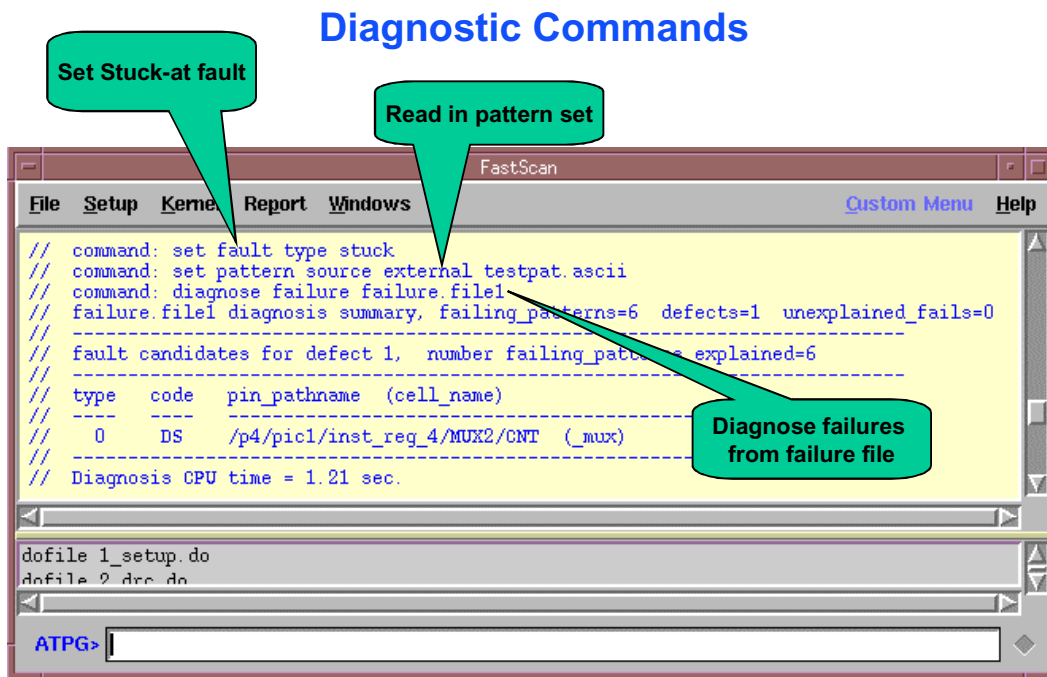 Diagnostic Commands
Set Stuck-at fault
Read in pattern set
FastScan
File Setup Kernel Report Windows Custom Menu Help
// command: set fault type stuck
// command: set pattern source external testpat.ascii
// command: diagnose failure failure.file1
// failure.file1 diagnosis summary, failing_patterns=6 defects=1 unexplained_fails=0
// ----------------------------------------------------------------------
// fault candidates for defect 1, number failing_patterns explained=6
// ----------------------------------------------------------------------
// type code pin_pathname (cell_name)
// ---- ---- ------------------------------------------------
// 0 DS /p4/pic1/inst_reg_4/MUX2/CNT (_mux)
// ----------------------------------------------------------------------
// Diagnosis CPU time = 1.21 sec.
Diagnose failures
from failure file
dofile 1_setup.do
dofile 2_drc.do
ATPG>